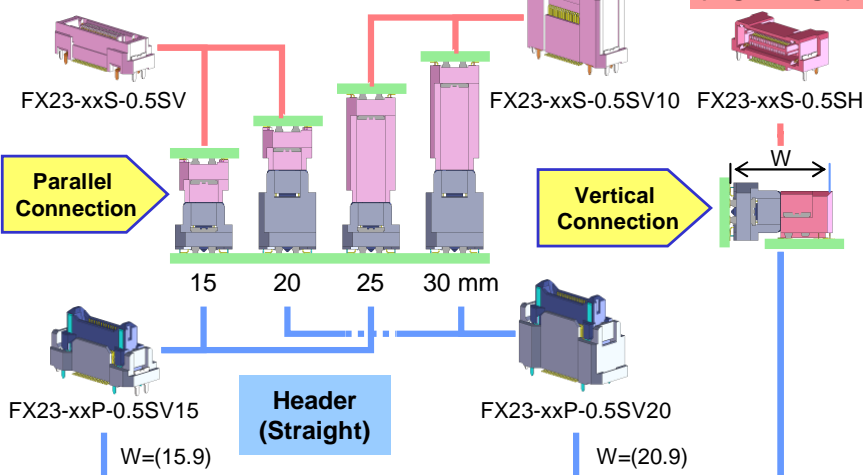 FX23-xxS-0.5SV
FX23-xxS-0.5SV10
FX23-xxS-0.5SH
Parallel
Connection
W
Vertical
Connection
15
20
25
30 mm
FX23-xxP-0.5SV15
Header
(Straight)
FX23-xxP-0.5SV20
W=(15.9)
W=(20.9)